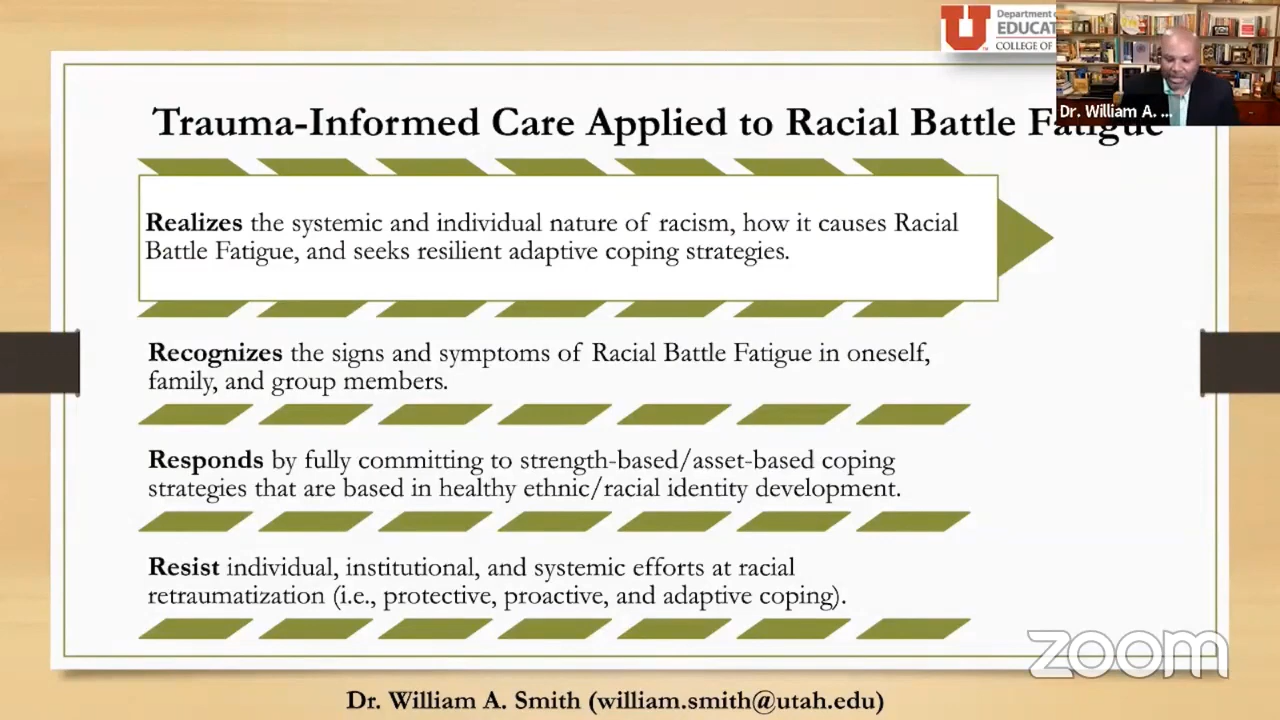 Department of
EDUCAT
COLLEGE OF
Dr. William A. ...
Trauma-Informed Care Applied to Racial Battle Fatigue
Realizes the systemic and individual nature of racism, how it causes Racial
Battle Fatigue, and seeks resilient adaptive coping strategies.
Recognizes the signs and symptoms of Racial Battle Fatigue in oneself,
family, and group members.
Responds by fully committing to strength-based/asset-based coping
strategies that are based in healthy ethnic/racial identity development.
Resist individual, institutional, and systemic efforts at racial
retraumatization (i.e., protective, proactive, and adaptive coping).
zoom
Dr. William A. Smith (william.smith@utah.edu)